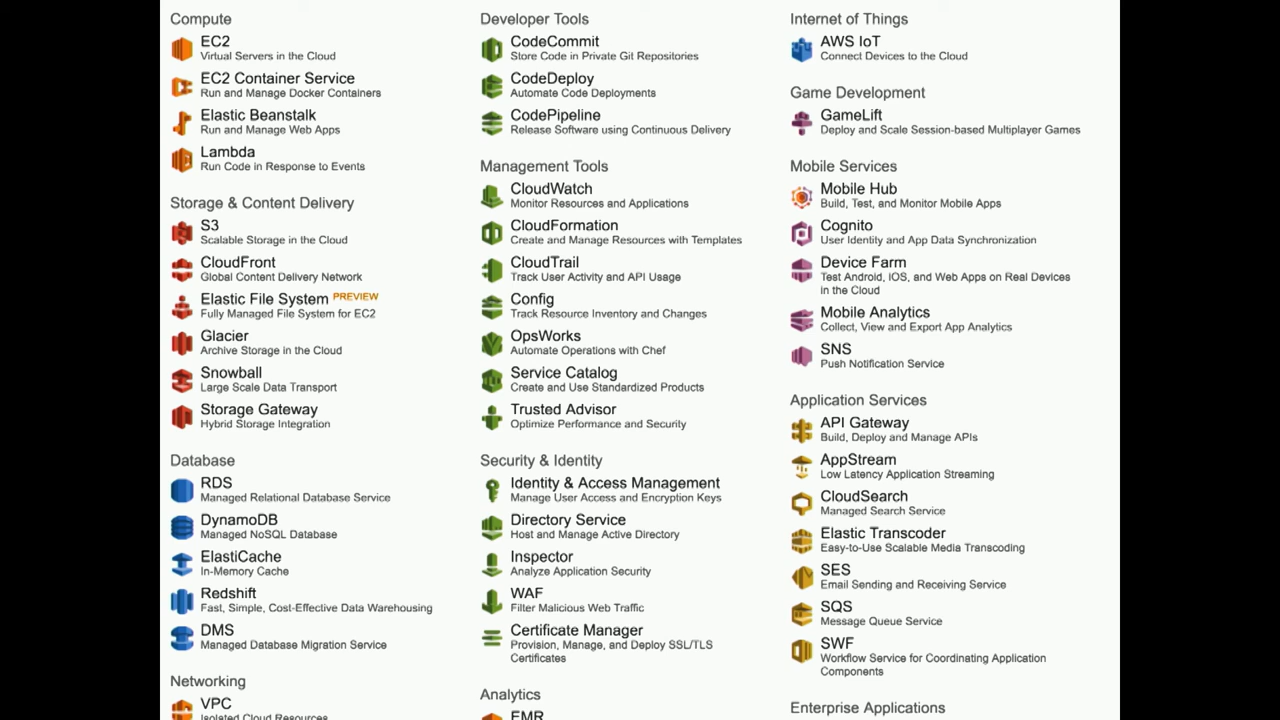 Compute
EC2
Virtual Servers in the Cloud
EC2 Container Service
Run and Manage Docker Containers
Elastic Beanstalk
Run and Manage Web Apps
Lambda
Run Code in Response to Events
Storage & Content Delivery
S3
Scalable Storage in the Cloud
CloudFront
Global Content Delivery Network
Elastic File System PREVIEW
Fully Managed File System for EC2
Glacier
Archive Storage in the Cloud
Snowball
Large Scale Data Transport
Storage Gateway
Hybrid Storage Integration
Database
RDS
Managed Relational Database Service
DynamoDB
Managed NoSQL Database
ElastiCache
In-Memory Cache
Redshift
Fast, Simple, Cost-Effective Data Warehousing
DMS
Managed Database Migration Service
Networking
VPC
Isolated Cloud Resources
Developer Tools
CodeCommit
Store Code in Private Git Repositories
CodeDeploy
Automate Code Deployments
CodePipeline
Release Software using Continuous Delivery
Management Tools
CloudWatch
Monitor Resources and Applications
CloudFormation
Create and Manage Resources with Templates
CloudTrail
Track User Activity and API Usage
Config
Track Resource Inventory and Changes
OpsWorks
Automate Operations with Chef
Service Catalog
Create and Use Standardized Products
Trusted Advisor
Optimize Performance and Security
Security & Identity
Identity & Access Management
Manage User Access and Encryption Keys
Directory Service
Host and Manage Active Directory
Inspector
Analyze Application Security
WAF
Filter Malicious Web Traffic
Certificate Manager
Provision, Manage, and Deploy SSL/TLS
Certificates
Analytics
EMR
Internet of Things
AWS IoT
Connect Devices to the Cloud
Game Development
GameLift
Deploy and Scale Session-based Multiplayer Games
Mobile Services
Mobile Hub
Build, Test, and Monitor Mobile Apps
Cognito
User Identity and App Data Synchronization
Device Farm
Test Android, IOS, and Web Apps on Real Devices
in the Cloud
Mobile Analytics
Collect, View and Export App Analytics
SNS
Push Notification Service
Application Services
API Gateway
Build, Deploy and Manage APIs
AppStream
Low Latency Application Streaming
CloudSearch
Managed Search Service
Elastic Transcoder
Easy-to-Use Scalable Media Transcoding
SES
Email Sending and Receiving Service
SQS
Message Queue Service
SWF
Workflow Service for Coordinating Application
Components
Enterprise Applications